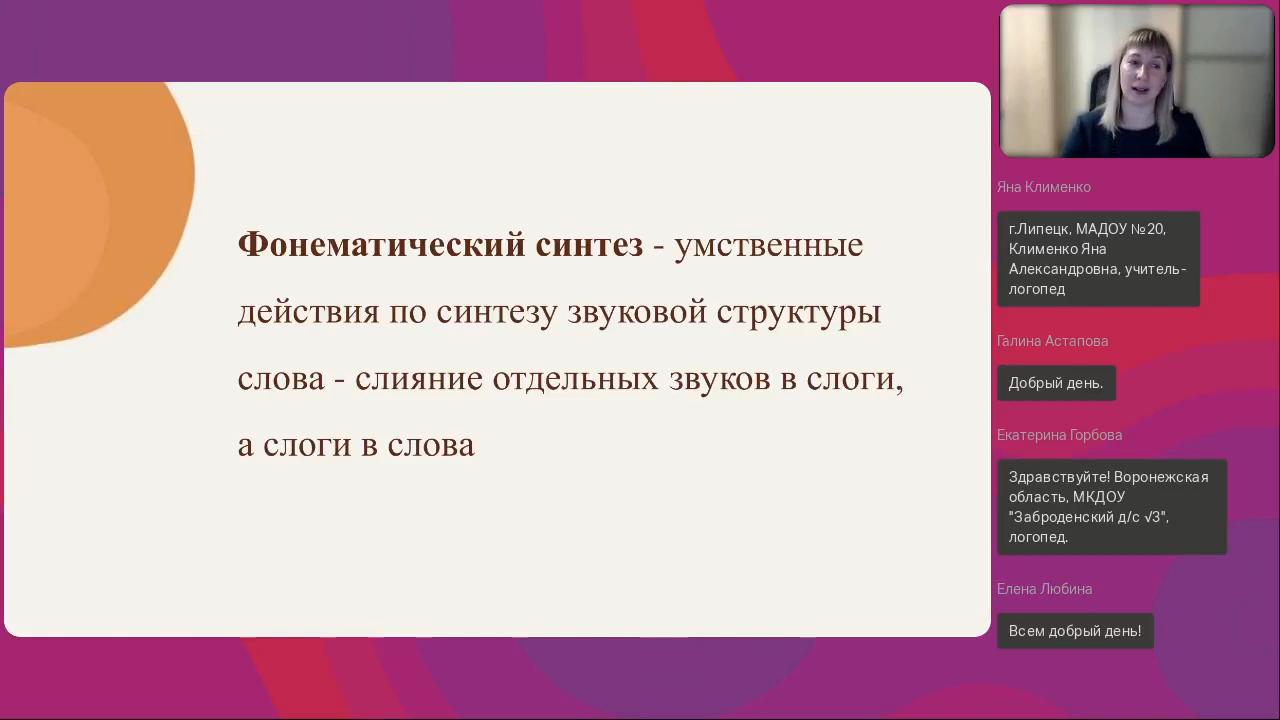 Фонематический синтез - умственные
действия по синтезу звуковой структуры
слова - слияние отдельных звуков в слоги,
а слоги в слова
Яна Клименко
г.Липецк, МАДОУ №20,
Клименко Яна
Александровна, учитель-
логопед
Галина Астапова
Добрый день.
Екатерина Горбова
Здравствуйте! Воронежская
область, МКДОУ
"Заброденский д/с √3",
логопед.
Елена Любина
Всем добрый день!